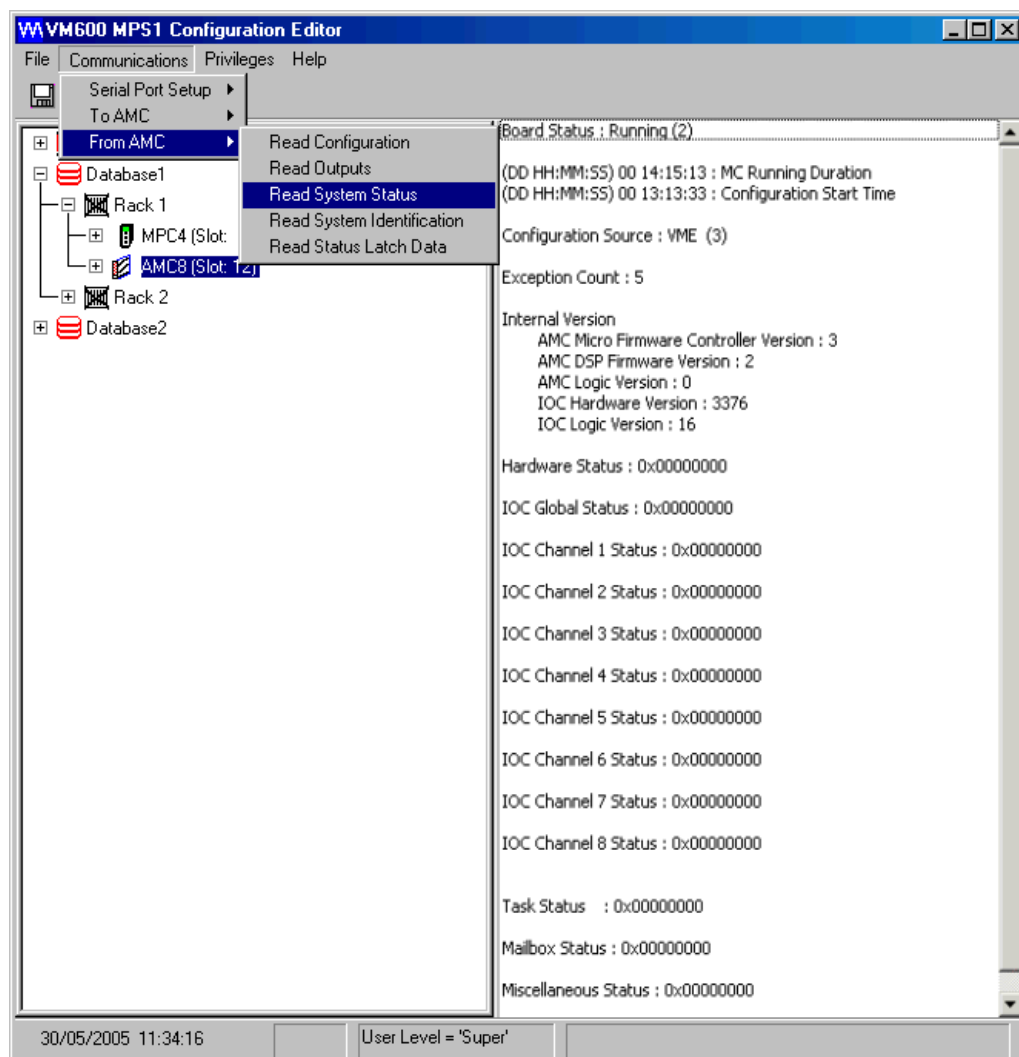 VM600 MPS1 Configuration Editor
File Communications Privileges Help
Serial Port Setup
To AMC
From AMC
Read Configuration
Read Outputs
Read System Status
Read System Identification
Read Status Latch Data
Database1
Rack 1
MPC4 (Slot:
AMC8 (Slot: 12)
Rack 2
Database2
Board Status : Running (2)
(DD HH:MM:SS) 00 14:15:13 : MC Running Duration
(DD HH:MM:SS) 00 13:13:33 : Configuration Start Time
Configuration Source : VME (3)
Exception Count : 5
Internal Version
AMC Micro Firmware Controller Version : 3
AMC DSP Firmware Version : 2
AMC Logic Version : 0
IOC Hardware Version : 3376
IOC Logic Version : 16
Hardware Status : 0x00000000
IOC Global Status : 0x00000000
IOC Channel 1 Status : 0x00000000
IOC Channel 2 Status : 0x00000000
IOC Channel 3 Status : 0x00000000
IOC Channel 4 Status : 0x00000000
IOC Channel 5 Status : 0x00000000
IOC Channel 6 Status : 0x00000000
IOC Channel 7 Status : 0x00000000
IOC Channel 8 Status : 0x00000000
Task Status : 0x00000000
Mailbox Status : 0x00000000
Miscellaneous Status : 0x00000000
30/05/2005 11:34:16
User Level = 'Super'